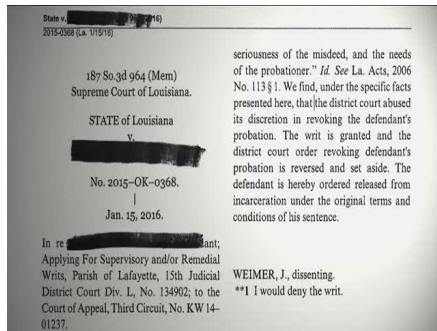 State v.
16)
2015-0368 (La. 1/15/16)
187 So.3d 964 (Mem)
Supreme Court of Louisiana.
STATE of Louisiana
v.
No. 2015–OK–0368.
|
Jan. 15, 2016.
In re
ant;
Applying For Supervisory and/or Remedial
Writs, Parish of Lafayette, 15th Judicial
District Court Div. L, No. 134902; to the
Court of Appeal, Third Circuit, No. KW 14–
01237.
seriousness of the misdeed, and the needs
of the probationer.” Id. See La. Acts, 2006
No. 113 § 1. We find, under the specific facts
presented here, that the district court abused
its discretion in revoking the defendant's
probation. The writ is granted and the
district court order revoking defendant's
probation is reversed and set aside. The
defendant is hereby ordered released from
incarceration under the original terms and
conditions of his sentence.
WEIMER, J., dissenting.
**1 I would deny the writ.